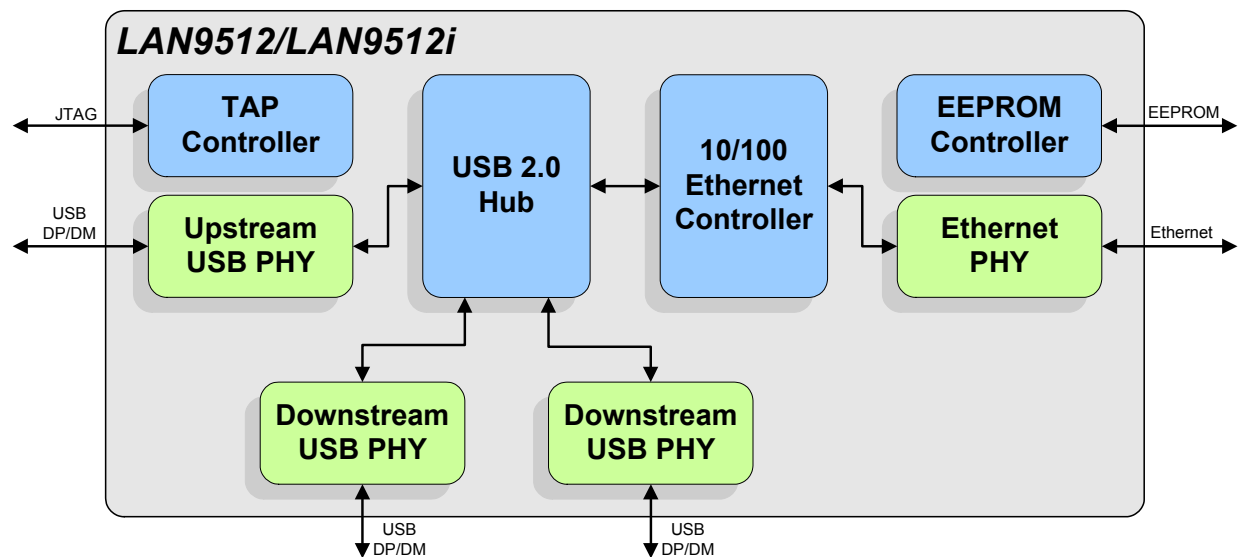 LAN9512/LAN9512i
JTAG
TAP
Controller
USB 2.0
Hub
10/100
Ethernet
Controller
EEPROM
Controller
EEPROM
USB
DP/DM
Upstream
USB PHY
Ethernet
PHY
Ethernet
Downstream
USB PHY
Downstream
USB PHY
USB
DP/DM
USB
DP/DM